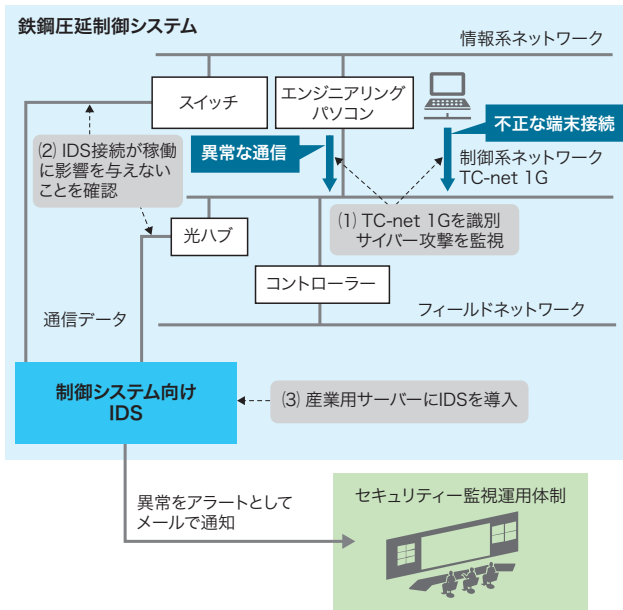 鉄鋼圧延制御システム
情報系ネットワーク
スイッチ
エンジニアリング
パソコン
不正な端末接続
異常な通信
(2) IDS接続が稼働
に影響を与えない
ことを確認
制御系ネットワーク
TC-net 1G
(1) TC-net 1Gを識別
サイバー攻撃を監視
光ハブ
コントローラー
通信データ
フィールドネットワーク
制御システム向け
IDS
(3) 産業用サーバーにIDSを導入
異常をアラートとして
メールで通知
セキュリティー監視運用体制